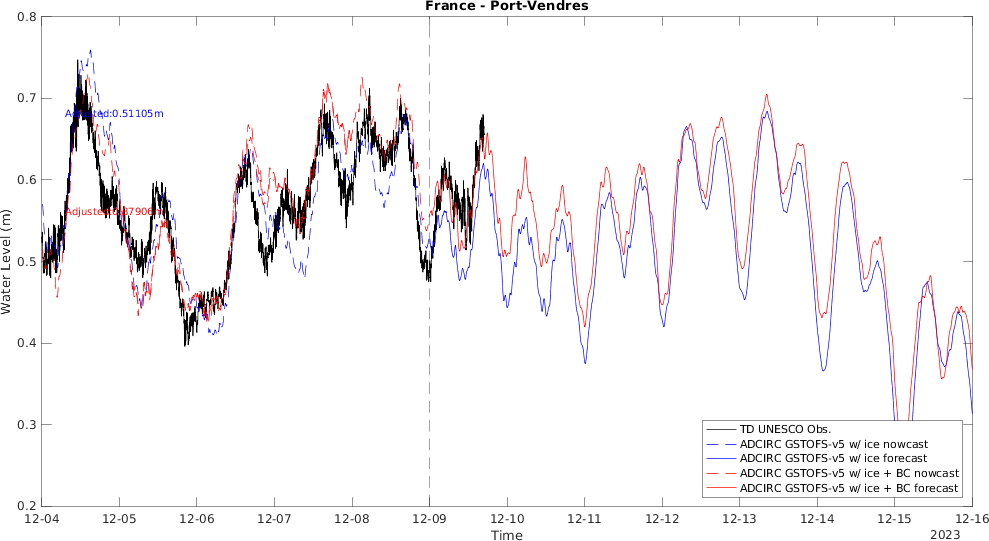 France - Port-Vendres
0.8
0.7
0.6
0.5
0.4
0.3
0.2
Water Level (m)
Adjusted:0.51105m
12-04
12-05
12-06
12-07
12-08
12-09
12-10
12-11
12-12
12-13
12-14
12-15
12-16
Time
2023
TD UNESCO Obs.
ADCIRC GSTOFS-v5 w/ ice nowcast
ADCIRC GSTOFS-v5 w/ ice forecast
ADCIRC GSTOFS-v5 w/ ice + BC nowcast
ADCIRC GSTOFS-v5 w/ ice + BC forecast